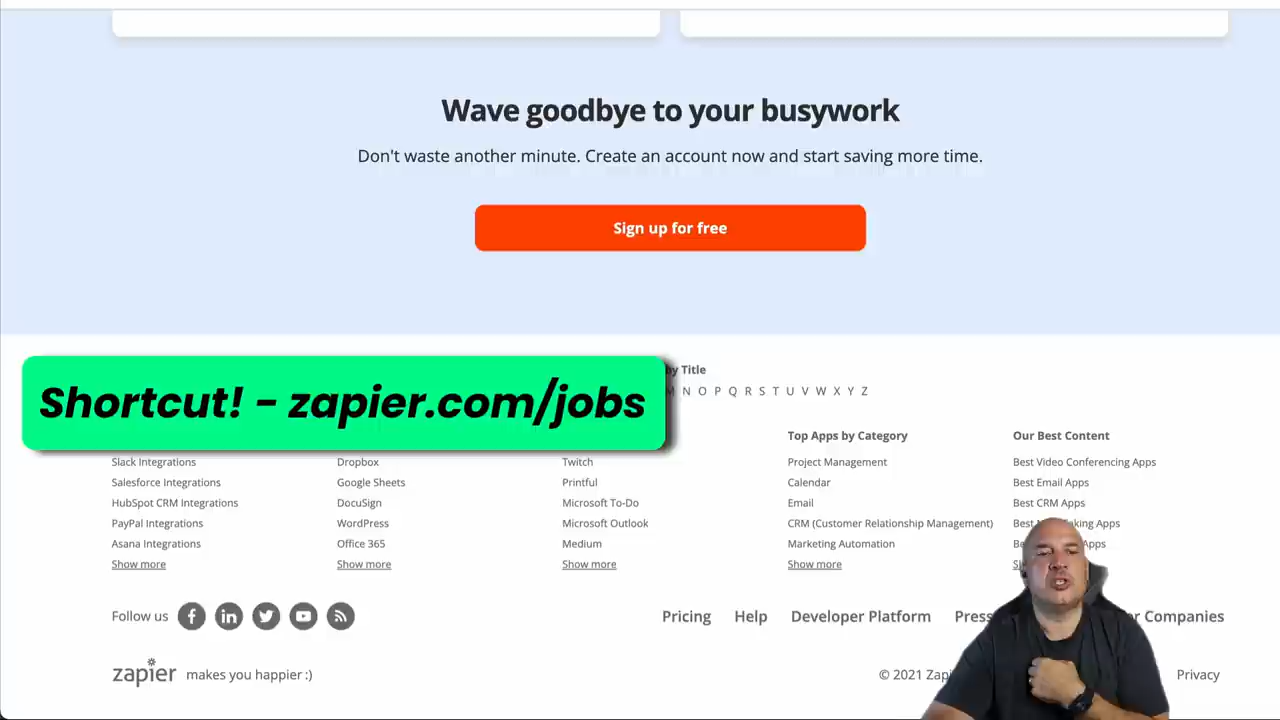 Wave goodbye to your busywork
Don't waste another minute. Create an account now and start saving more time.
Sign up for free
by Title
N O P Q R S T U V W X Y Z
Shortcut! - zapier.com/jobs
Top Apps by Category
Our Best Content
Slack Integrations
Dropbox
Twitch
Project Management
Best Video Conferencing Apps
Salesforce Integrations
Google Sheets
Printful
Calendar
Best Email Apps
HubSpot CRM Integrations
DocuSign
Microsoft To-Do
Email
Best CRM Apps
PayPal Integrations
WordPress
Microsoft Outlook
CRM (Customer Relationship Management)
Best Apps
Asana Integrations
Office 365
Medium
Marketing Automation
Apps
Show more
Show more
Show more
Show more
Follow us
Pricing
Help
Developer Platform
Press
Companies
zapier makes you happier :)
© 2021
Privacy